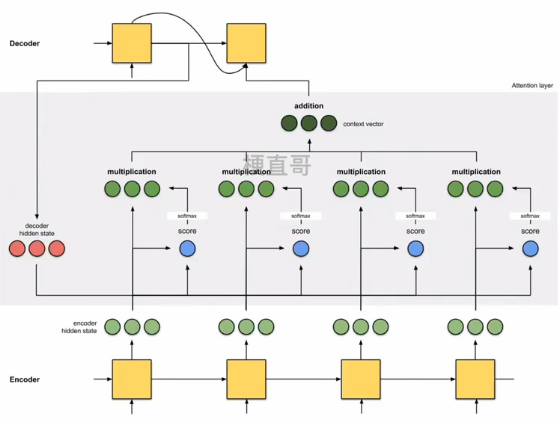 Decoder
Attention layer
addition
context vector
梗直哥
multiplication
multiplication
multiplication
multiplication
softmax
softmax
softmax
softmax
decoder
hidden state
score
score
score
score
encoder
hidden state
Encoder